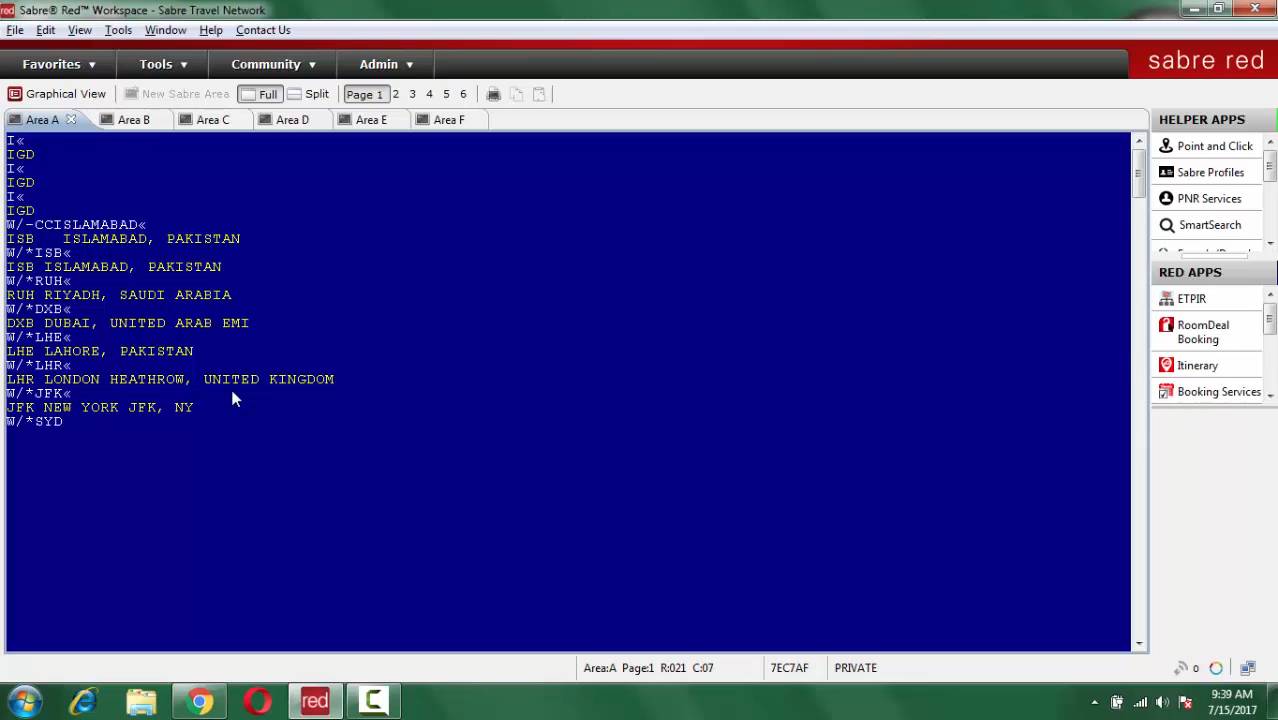 red Sabre® Red™ Workspace - Sabre Travel Network
File Edit View Tools Window Help Contact Us
Favorites Tools Community Admin sabre red
Graphical View New Sabre Area Full Split Page 1 2 3 4 5 6
Area A Area B Area C Area D Area E Area F
I«
IGD
I«
IGD
I«
IGD
W/-CCISLAMABAD«
ISB ISLAMABAD, PAKISTAN
W/*ISB«
ISB ISLAMABAD, PAKISTAN
W/*RUH«
RUH RIYADH, SAUDI ARABIA
W/*DXB«
DXB DUBAI, UNITED ARAB EMI
W/*LHE«
LHE LAHORE, PAKISTAN
W/*LHR«
LHR LONDON HEATHROW, UNITED KINGDOM
W/*JFK«
JFK NEW YORK JFK, NY
W/*SYD
HELPER APPS
Point and Click
Sabre Profiles
PNR Services
SmartSearch
RED APPS
ETPIR
RoomDeal
Booking
Itinerary
Booking Services
Area:A Page:1 R:021 C:07 7EC7AF PRIVATE 0
red
9:39 AM
7/15/2017